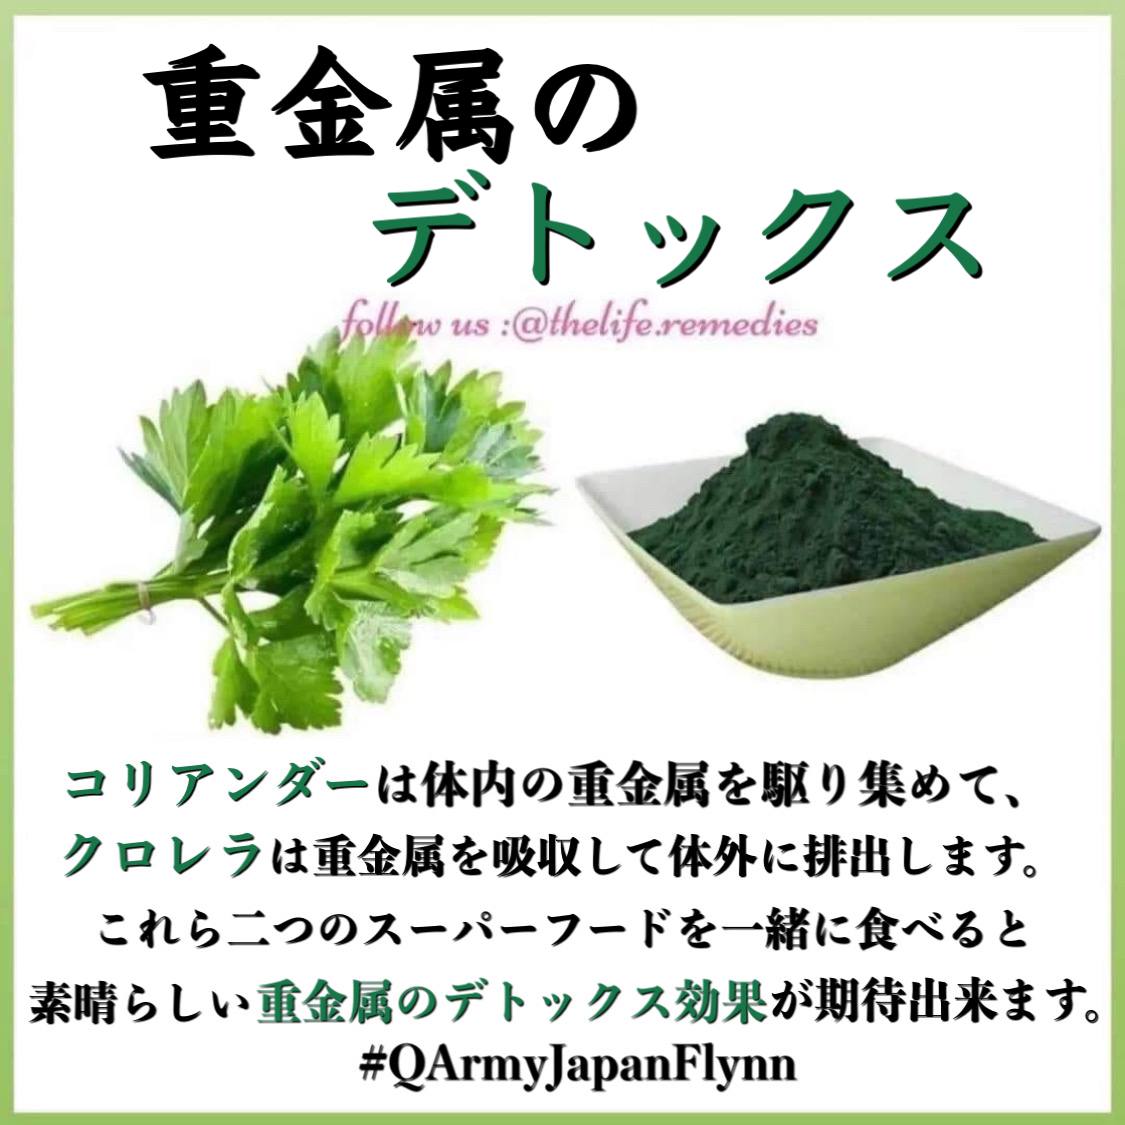 重金属の
デトックス
follow us :@thelife.remedies
コリアンダーは体内の重金属を駆り集めて、
クロレラは重金属を吸収して体外に排出します。
これら二つのスーパーフードを一緒に食べると
素晴らしい重金属のデトックス効果が期待出来ます。
#QArmyJapanFlynn